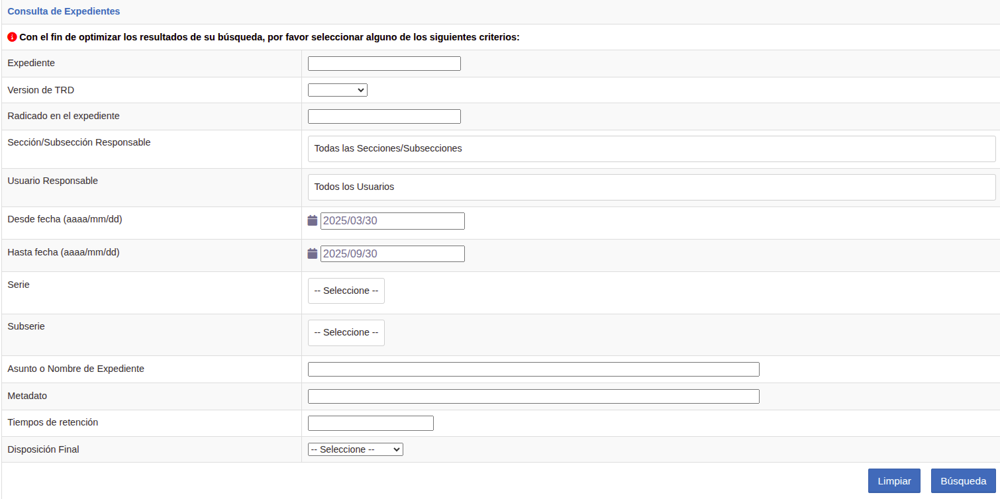 Consulta de Expedientes
Con el fin de optimizar los resultados de su búsqueda, por favor seleccionar alguno de los siguientes criterios:
Expediente
Version de TRD
Radicado en el expediente
Sección/Subsección Responsable Todas las Secciones/Subsecciones
Usuario Responsable Todos los Usuarios
Desde fecha (aaaa/mm/dd) 2025/03/30
Hasta fecha (aaaa/mm/dd) 2025/09/30
Serie -- Seleccione --
Subserie -- Seleccione --
Asunto o Nombre de Expediente
Metadato
Tiempos de retención
Disposición Final -- Seleccione --
Limpiar Búsqueda